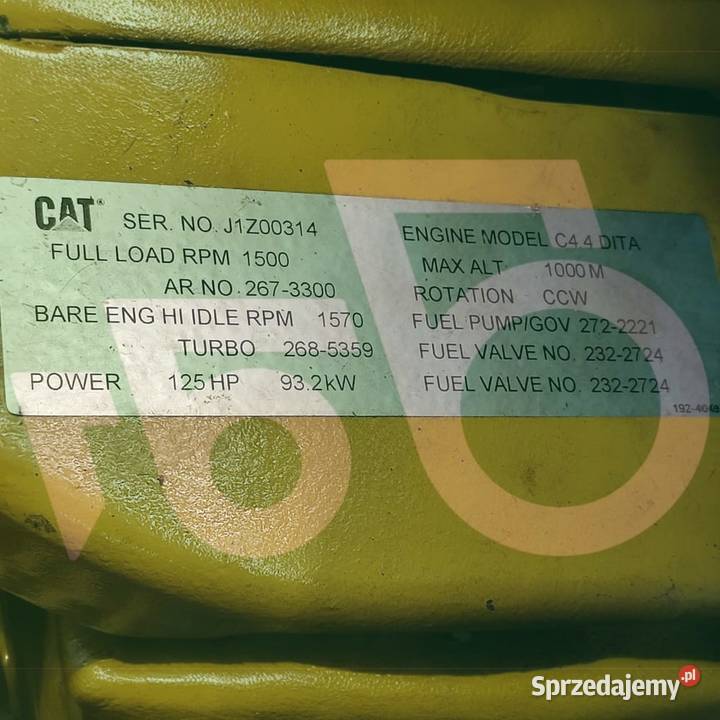 CAT SER. NO. J1Z00314
FULL LOAD RPM 1500
AR NO. 267-3300
BARE ENG HI IDLE RPM 1570
TURBO 268-5359
POWER 125 HP 93.2 kW
ENGINE MODEL C4.4 DITA
MAX ALT. 1000 M
ROTATION CCW
FUEL PUMP/GOV 272-2221
FUEL VALVE NO. 232-2724
FUEL VALVE NO. 232-2724
Sprzedajemy.pl